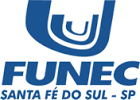 FUNEC
SANTA FÉ DO SUL - SP